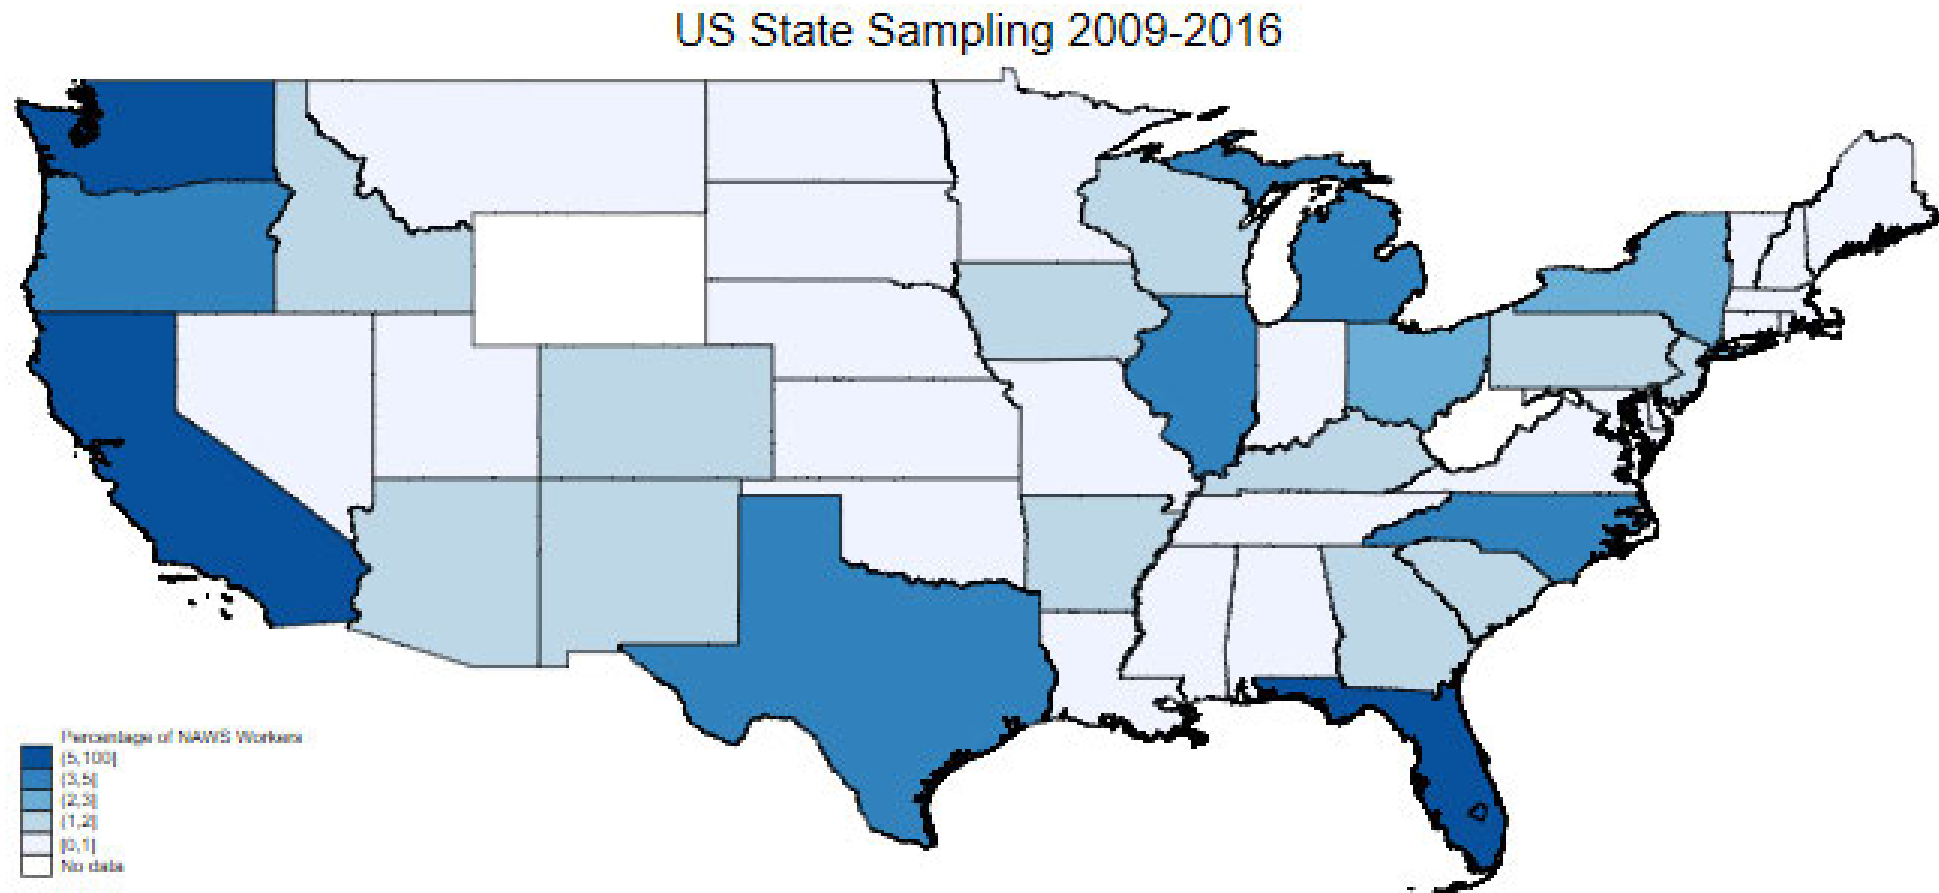 US State Sampling 2009-2016
Percentage of NAWS Workers
(5,100]
(3,5]
(2,3]
(1,2]
[0,1]
No data